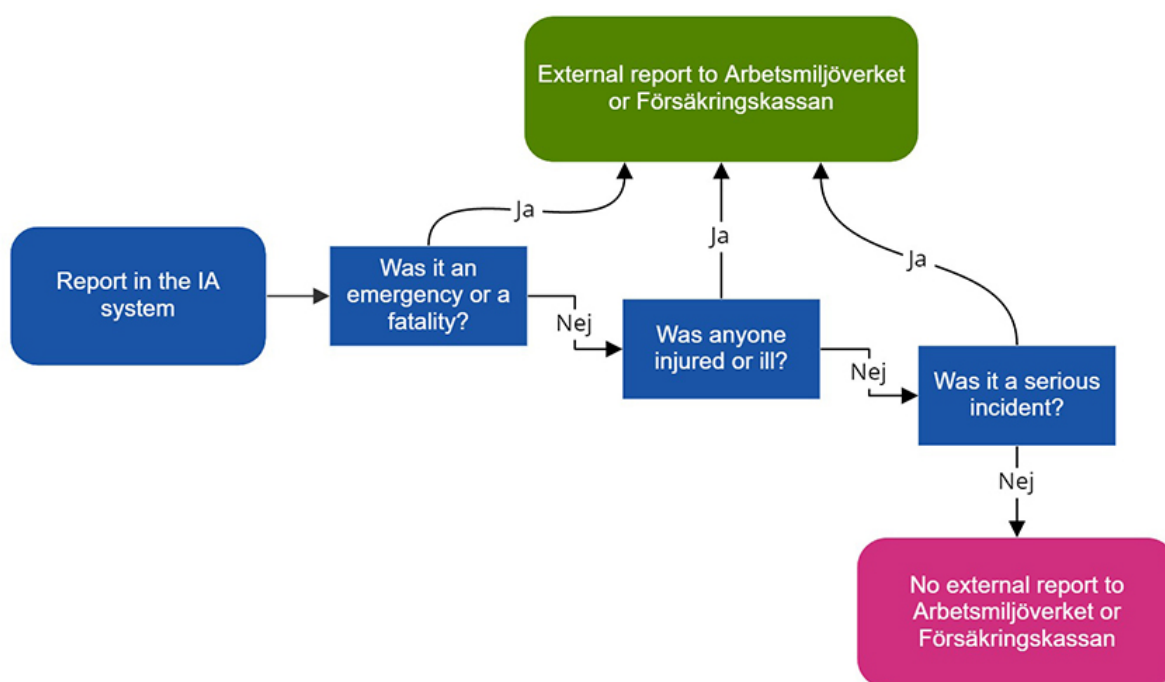 External report to Arbetsmiljöverket
or Försäkringskassan
Ja
Ja
Ja
Report in the IA
system
Was it an
emergency or a
fatality?
Nej
Was anyone
injured or ill?
Nej
Was it a serious
incident?
Nej
No external report to
Arbetsmiljöverket or
Försäkringskassan